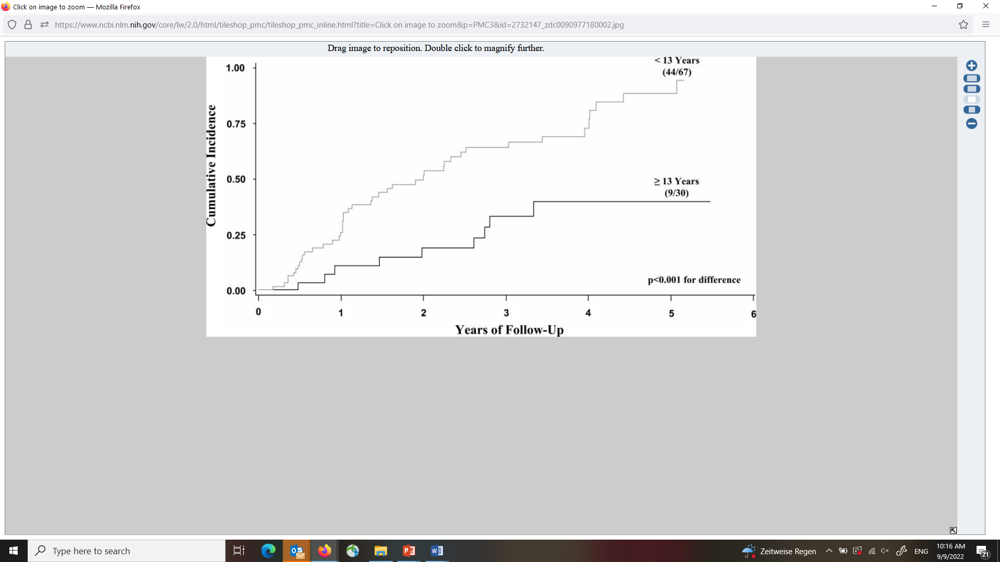 Click on image to zoom — Mozilla Firefox
https://www.ncbi.nlm.nih.gov/core/lw/2.0/html/tileshop_pmc/tileshop_pmc_inline.html?title=Click on image to zoom&p=PMC3&id=2732147_zdc0090977180002.jpg
Drag image to reposition. Double click to magnify further.
< 13 Years
(44/67)
1.00
0.75
0.50
0.25
0.00
Cumulative Incidence
≥ 13 Years
(9/30)
p<0.001 for difference
0 1 2 3 4 5 6
Years of Follow-Up
Type here to search
Zeitweise Regen
ENG
10:16 AM
9/9/2022
21